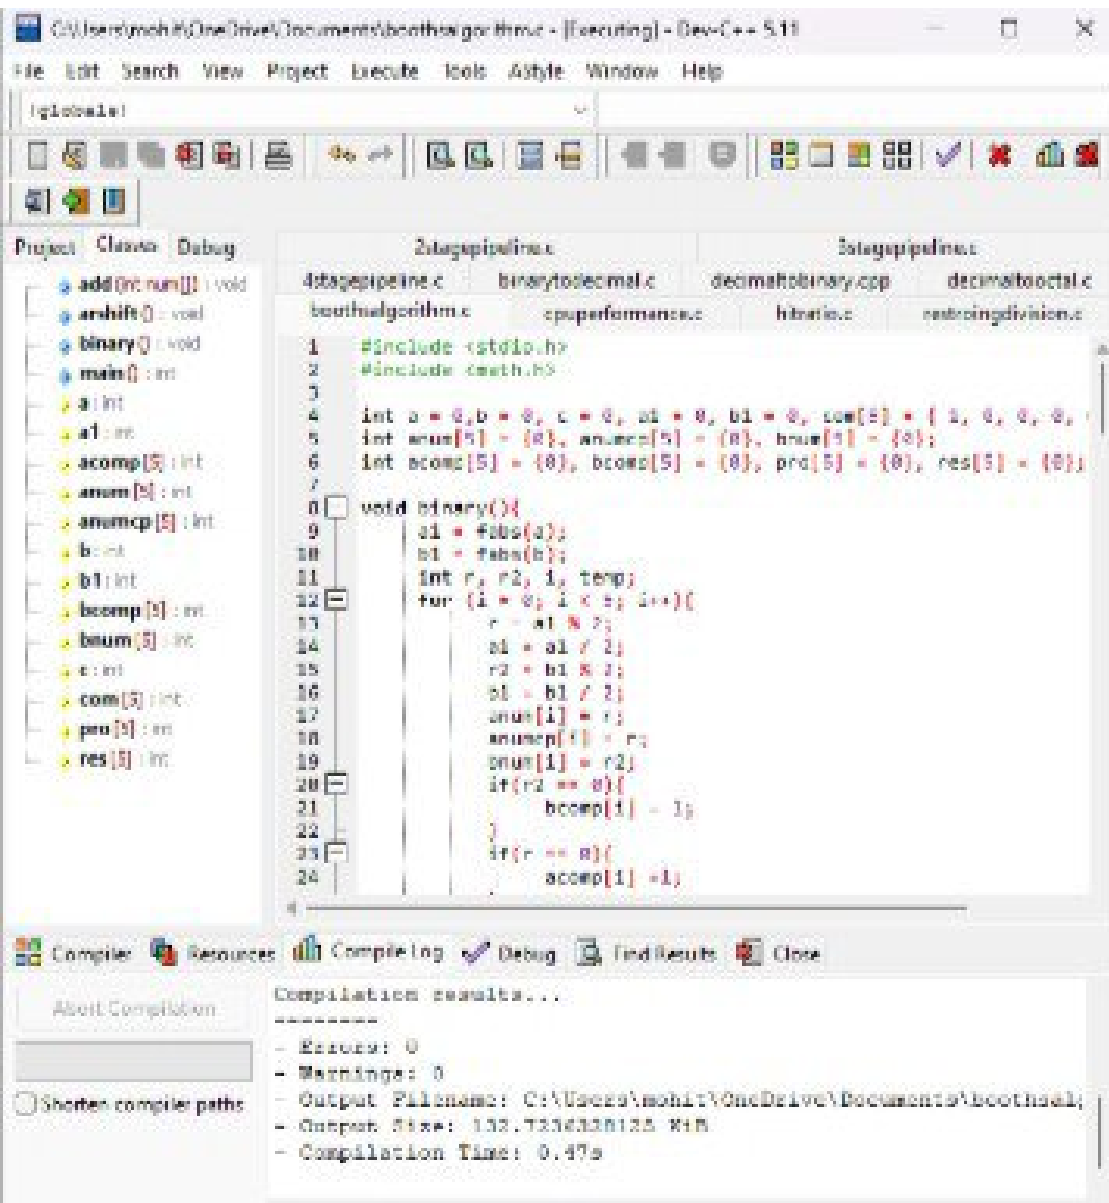 C:\Users\mohit\OneDrive\Documents\boothsalgorithm.c - [Executing] - Dev-C++ 5.11
File Edit Search View Project Execute Tools AStyle Window Help
(globals)
Project Classes Debug
2stagepipeline.c 3stagepipeline.c
4stagepipeline.c binarytodecimal.c decimaltobinary.cpp decimaltooctal.c
boothsalgorithm.c cpuperformance.c hitratio.c restroingdivision.c
add (int num[]) : void
arshift () : void
binary () : void
main () : int
a : int
a1 : int
acomp [5] : int
anum [5] : int
anumcp [5] : int
b : int
b1 : int
bcomp [5] : int
bnum [5] : int
c : int
com [5] : int
pro [5] : int
res [5] : int
1 #include <stdio.h>
2 #include <math.h>
3
4 int a = 0,b = 0, c = 0, a1 = 0, b1 = 0, com[5] = { 1, 0, 0, 0,
5 int anum[5] = {0}, anumcp[5] = {0}, bnum[5] = {0};
6 int acomp[5] = {0}, bcomp[5] = {0}, pro[5] = {0}, res[5] = {0};
7
8 void binary(){
9 a1 = fabs(a);
10 b1 = fabs(b);
11 int r, r2, i, temp;
12 for (i = 0; i < 5; i++){
13 r = a1 % 2;
14 a1 = a1 / 2;
15 r2 = b1 % 2;
16 b1 = b1 / 2;
17 anum[i] = r;
18 anumcp[i] = r;
19 bnum[i] = r2;
20 if(r2 == 0){
21 bcomp[i] = 1;
22 }
23 if(r == 0){
24 acomp[i] =1;
Compiler Resources Compile Log Debug Find Results Close
Abort Compilation
Shorten compiler paths
Compilation results...
--------
- Errors: 0
- Warnings: 0
- Output Filename: C:\Users\mohit\OneDrive\Documents\boothsalg
- Output Size: 132.7236328125 KiB
- Compilation Time: 0.47s